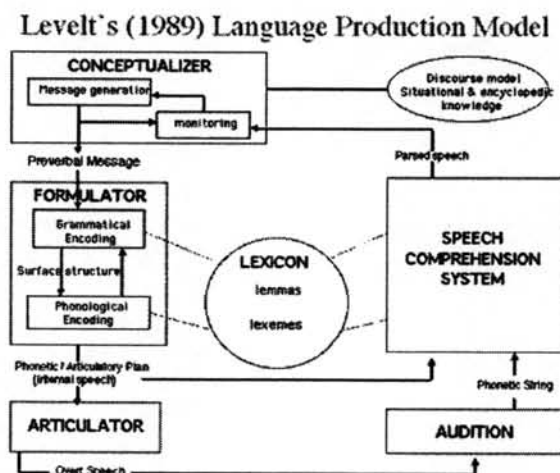 Levelt`s (1989) Language Production Model
CONCEPTUALIZER
Message generation
monitoring
Discourse model
Situational & encyclopedic
knowledge
Preverbal Message
Parsed speech
FORMULATOR
Grammatical
Encoding
Surface structure
Phonological
Encoding
LEXICON
lemmas
lexemes
SPEECH
COMPREHENSION
SYSTEM
Phonetic / Articulatory Plan
(internal speech)
Phonetic String
ARTICULATOR
AUDITION
Overt Speech